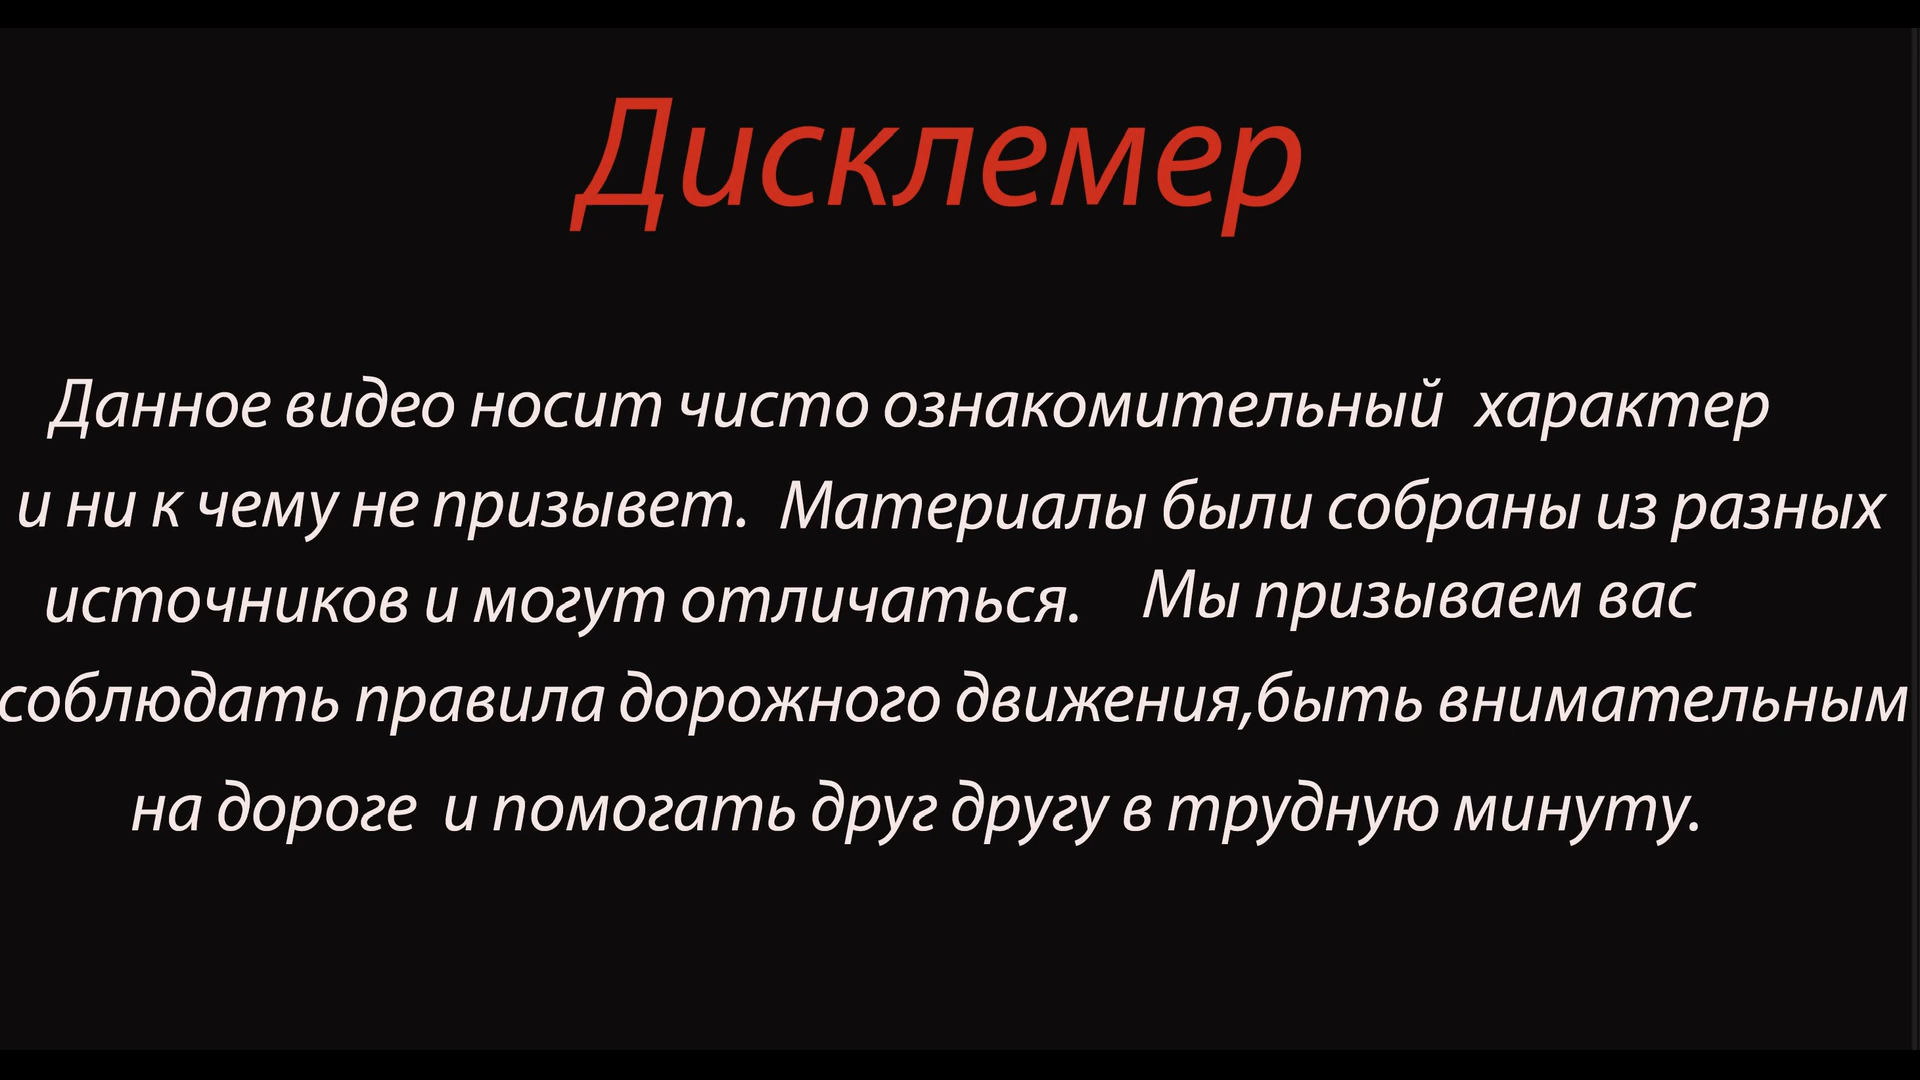 Дисклемер
Данное видео носит чисто ознакомительный характер
и ни к чему не призывет. Материалы были собраны из разных
источников и могут отличаться. Мы призываем вас
соблюдать правила дорожного движения,быть внимательным
на дороге и помогать друг другу в трудную минуту.